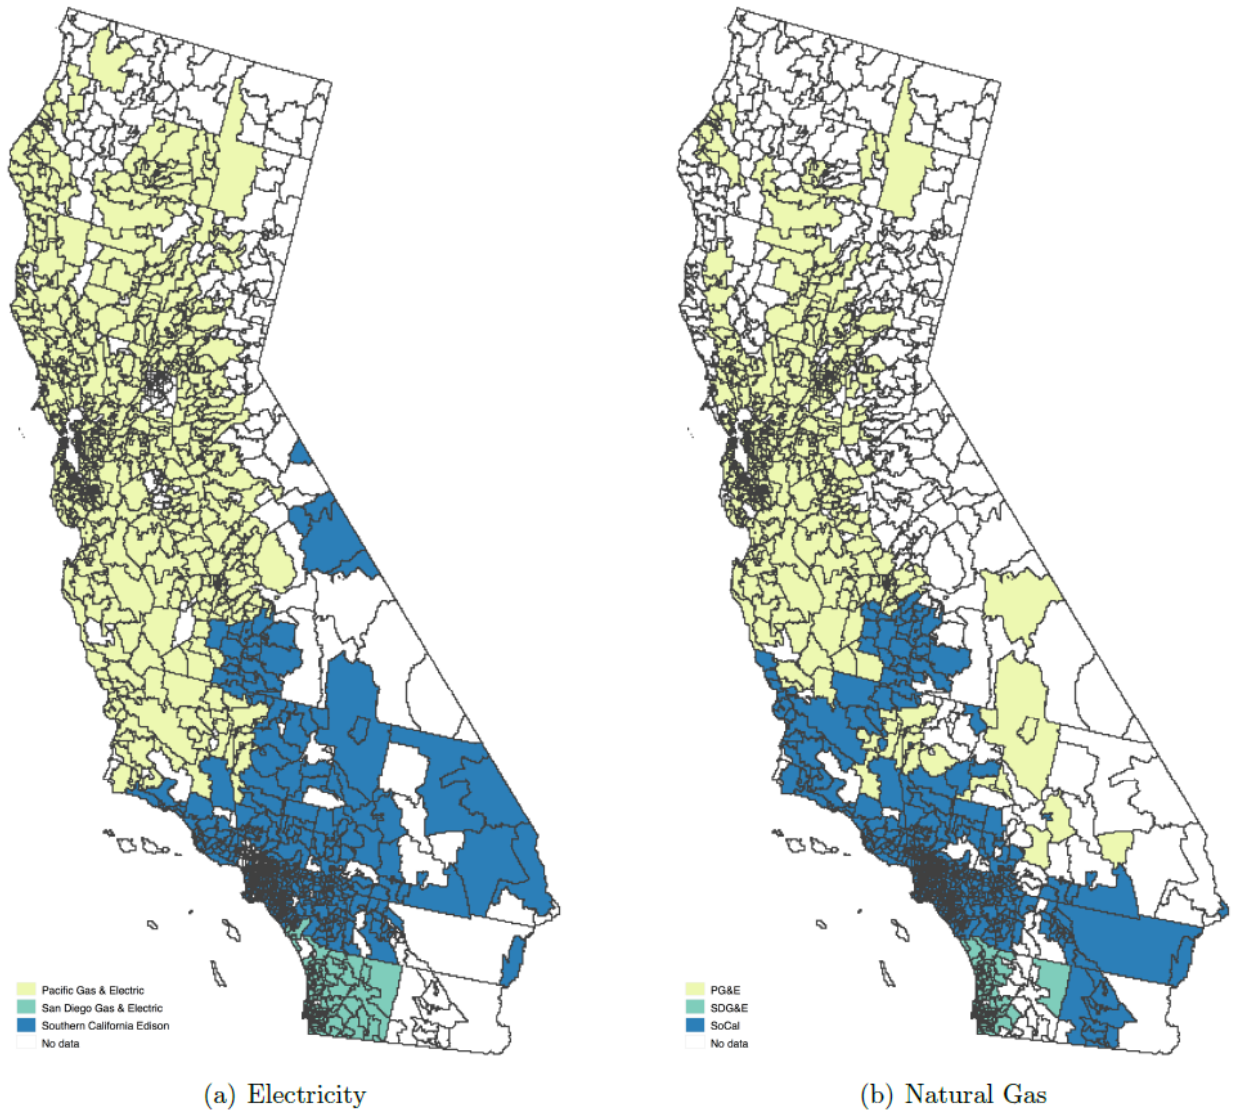 Pacific Gas & Electric
San Diego Gas & Electric
Southern California Edison
No data
PG&E
SDG&E
SoCal
No data
(a) Electricity
(b) Natural Gas